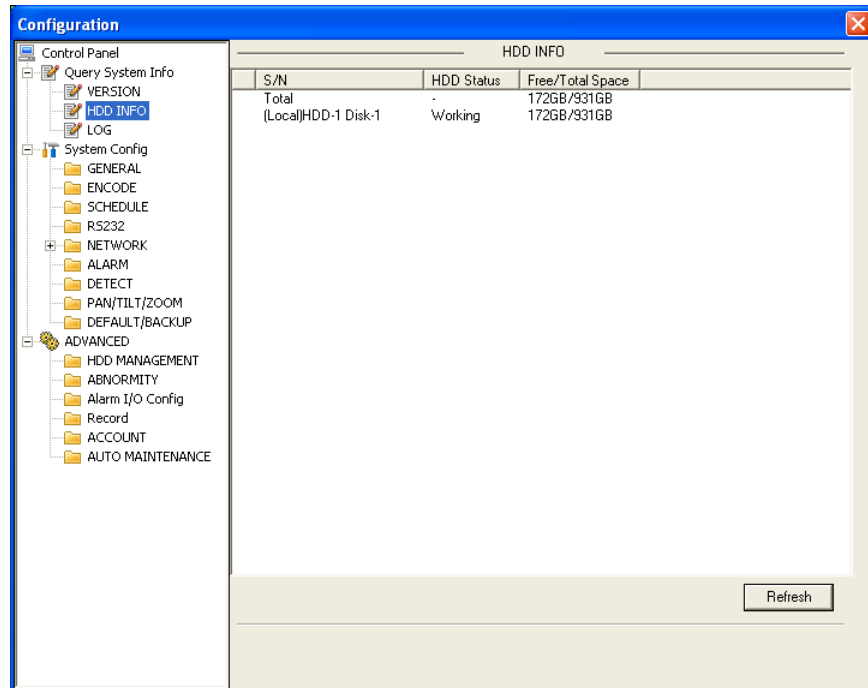 Configuration
Control Panel
Query System Info
VERSION
HDD INFO
LOG
System Config
GENERAL
ENCODE
SCHEDULE
RS232
NETWORK
ALARM
DETECT
PAN/TILT/ZOOM
DEFAULT/BACKUP
ADVANCED
HDD MANAGEMENT
ABNORMITY
Alarm I/O Config
Record
ACCOUNT
AUTO MAINTENANCE
HDD INFO
S/N HDD Status Free/Total Space
Total - 172GB/931GB
(Local)HDD-1 Disk-1 Working 172GB/931GB
Refresh